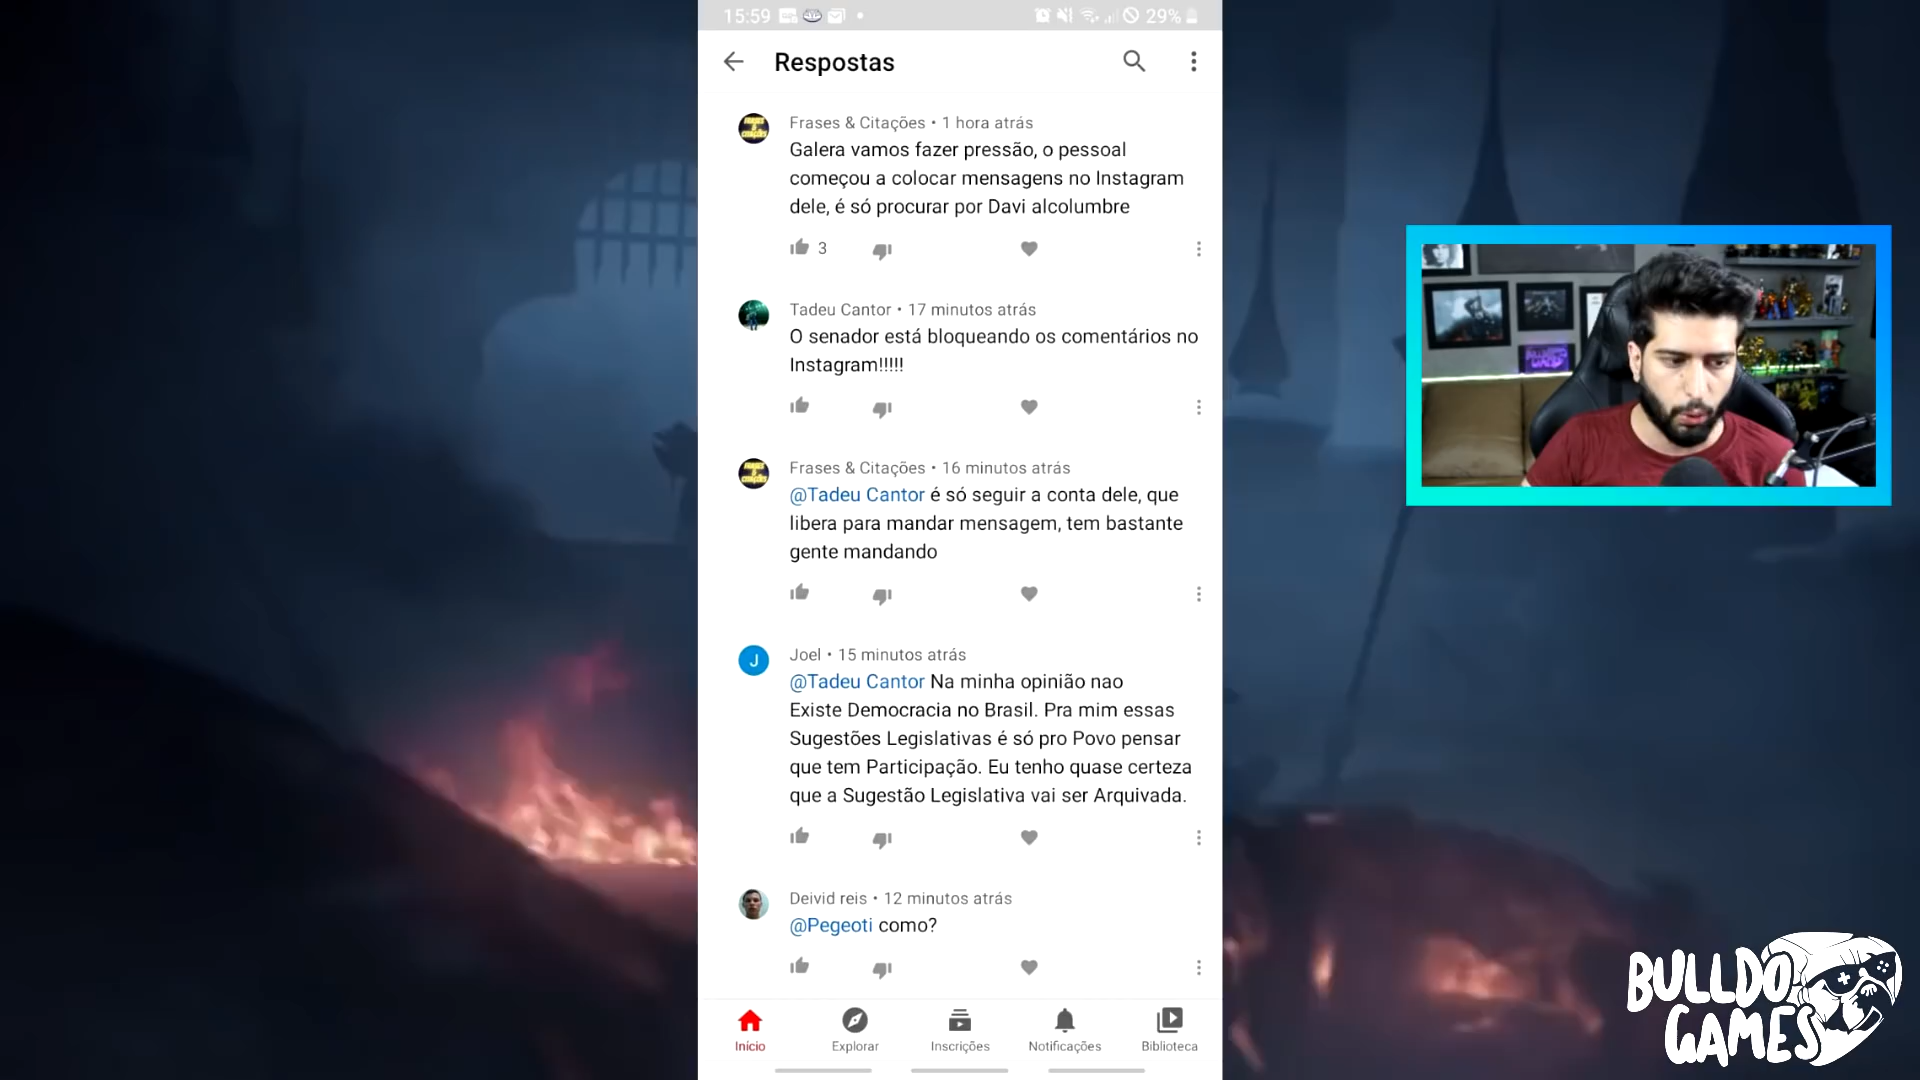 15:59
29%
Respostas
Frases & Citações • 1 hora atrás
Galera vamos fazer pressão, o pessoal
começou a colocar mensagens no Instagram
dele, é só procurar por Davi alcolumbre
3
Tadeu Cantor • 17 minutos atrás
O senador está bloqueando os comentários no
Instagram!!!!!
Frases & Citações • 16 minutos atrás
@Tadeu Cantor é só seguir a conta dele, que
libera para mandar mensagem, tem bastante
gente mandando
J
Joel • 15 minutos atrás
@Tadeu Cantor Na minha opinião nao
Existe Democracia no Brasil. Pra mim essas
Sugestões Legislativas é só pro Povo pensar
que tem Participação. Eu tenho quase certeza
que a Sugestão Legislativa vai ser Arquivada.
Deivid reis • 12 minutos atrás
@Pegeoti como?
Início
Explorar
Inscrições
Notificações
Biblioteca
BULLDO
GAMES